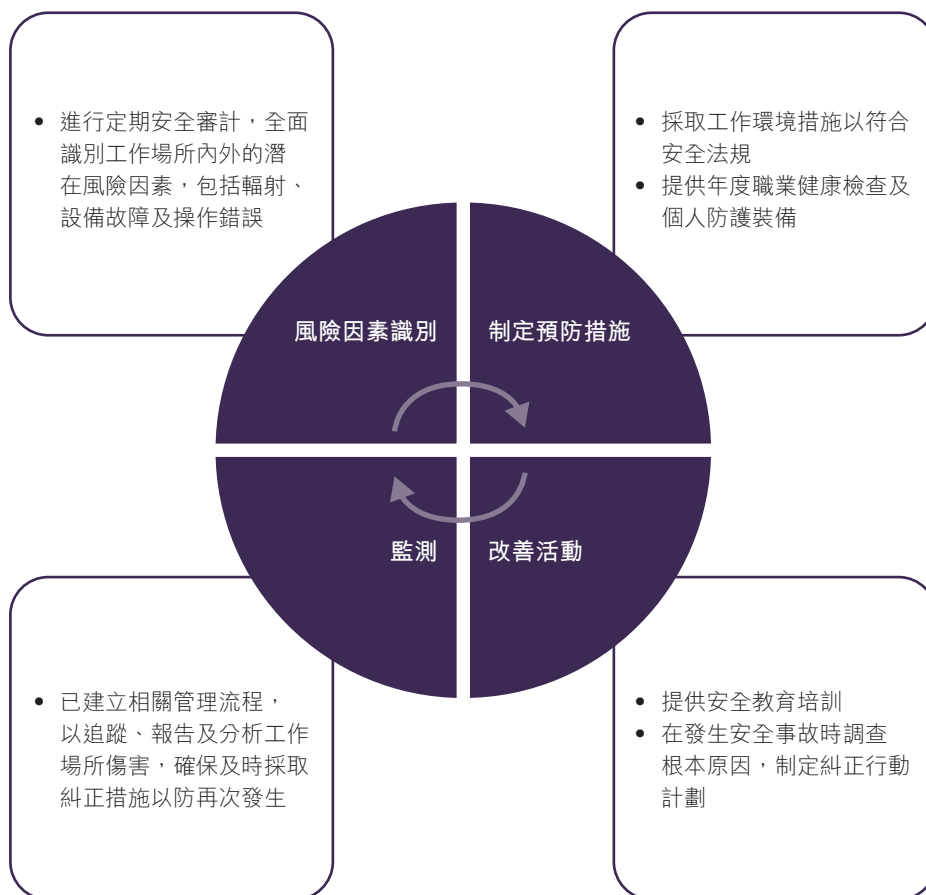 • 進行定期安全審計，全面
識別工作場所內外的潛
在風險因素，包括輻射、
設備故障及操作錯誤
• 採取工作環境措施以符合
安全法規
• 提供年度職業健康檢查及
個人防護裝備
風險因素識別
制定預防措施
監測
改善活動
• 已建立相關管理流程，
以追蹤、報告及分析工作
場所傷害，確保及時採取
糾正措施以防再次發生
• 提供安全教育培訓
• 在發生安全事故時調查
根本原因，制定糾正行動
計劃